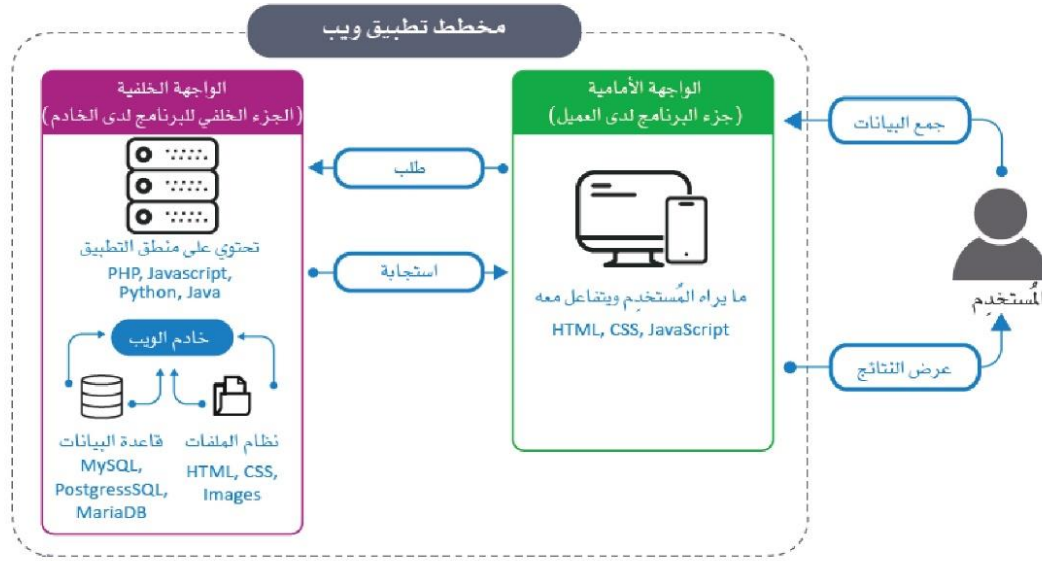 مخطط تطبيق ويب
الواجهة الأمامية
(جزء البرنامج لدى العميل)
ما يراه المُستخدِم ويتفاعل معه
HTML, CSS, JavaScript
جمع البيانات
المُستخدِم
عرض النتائج
طلب
استجابة
الواجهة الخلفية
(الجزء الخلفي للبرنامج لدى الخادم)
تحتوي على منطق التطبيق
PHP, Javascript,
Python, Java
خادم الويب
نظام الملفات
HTML, CSS,
Images
قاعدة البيانات
MySQL,
PostgressSQL,
MariaDB